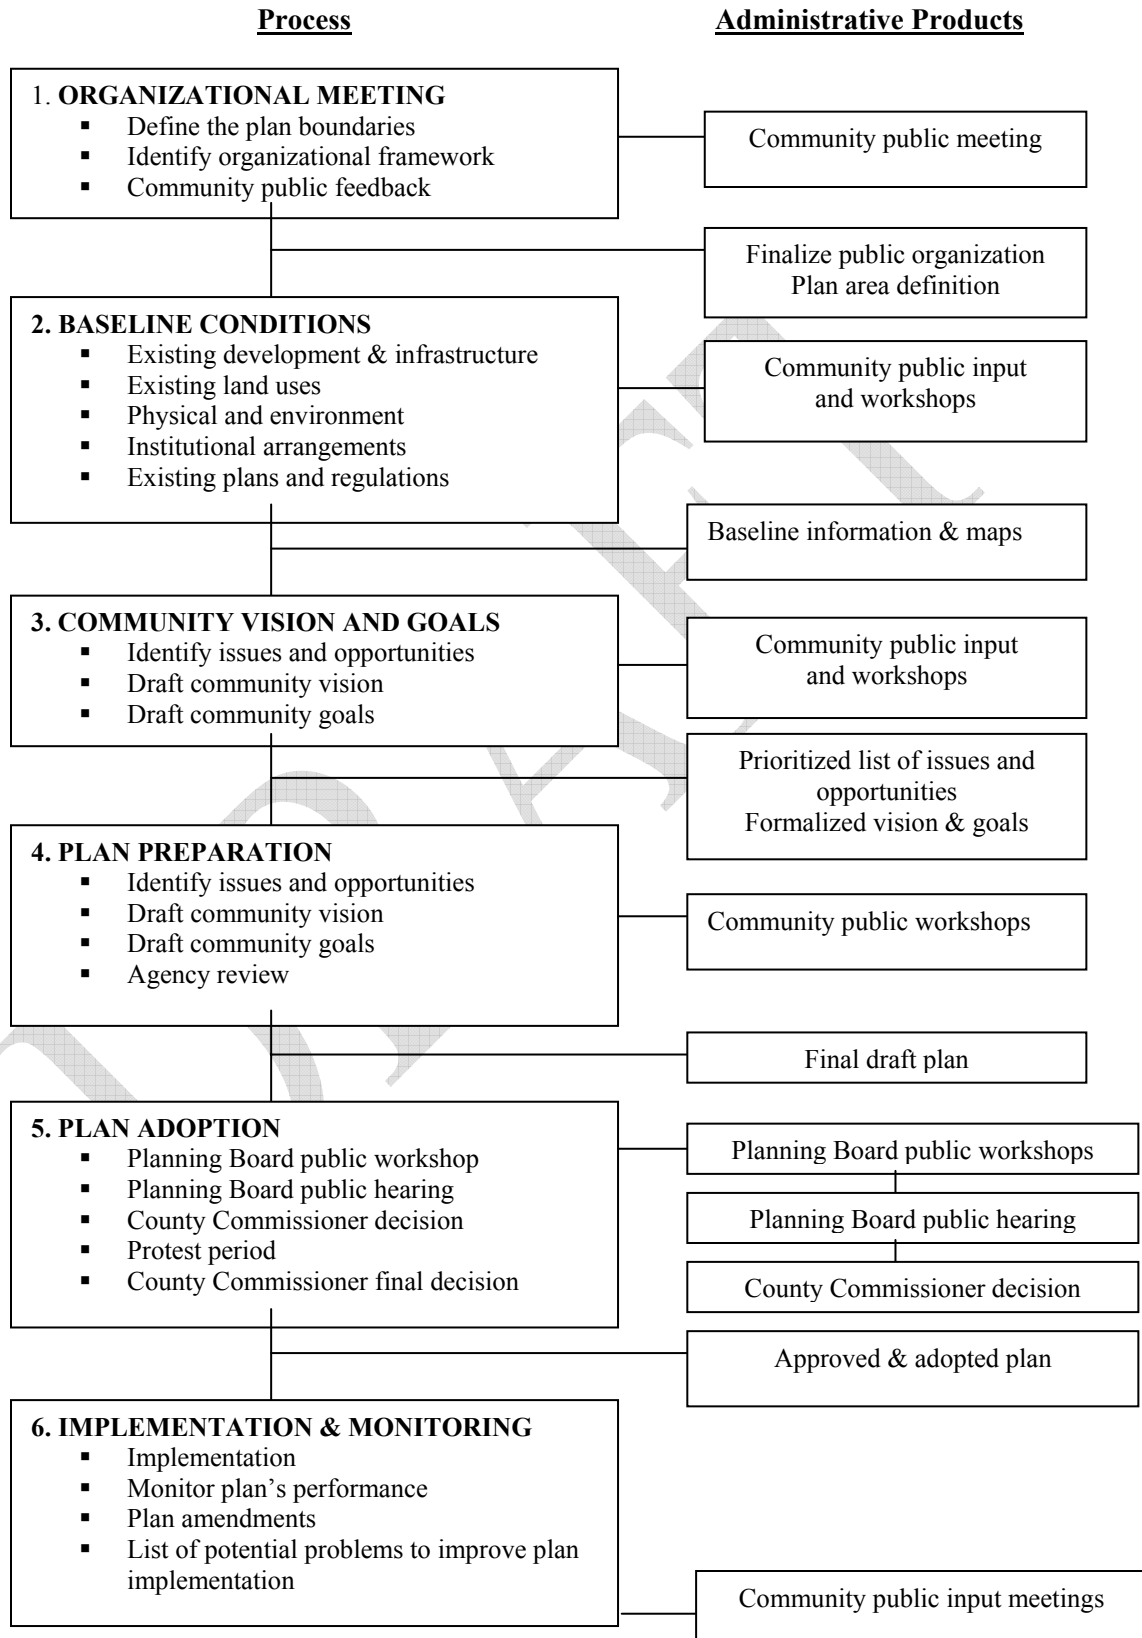 Process
Administrative Products
1. ORGANIZATIONAL MEETING
▪ Define the plan boundaries
▪ Identify organizational framework
▪ Community public feedback
Community public meeting
Finalize public organization
Plan area definition
2. BASELINE CONDITIONS
▪ Existing development & infrastructure
▪ Existing land uses
▪ Physical and environment
▪ Institutional arrangements
▪ Existing plans and regulations
Community public input
and workshops
Baseline information & maps
3. COMMUNITY VISION AND GOALS
▪ Identify issues and opportunities
▪ Draft community vision
▪ Draft community goals
Community public input
and workshops
Prioritized list of issues and
opportunities
Formalized vision & goals
4. PLAN PREPARATION
▪ Identify issues and opportunities
▪ Draft community vision
▪ Draft community goals
▪ Agency review
Community public workshops
Final draft plan
5. PLAN ADOPTION
▪ Planning Board public workshop
▪ Planning Board public hearing
▪ County Commissioner decision
▪ Protest period
▪ County Commissioner final decision
Planning Board public workshops
Planning Board public hearing
County Commissioner decision
Approved & adopted plan
6. IMPLEMENTATION & MONITORING
▪ Implementation
▪ Monitor plan’s performance
▪ Plan amendments
▪ List of potential problems to improve plan
implementation
Community public input meetings
DRAFT